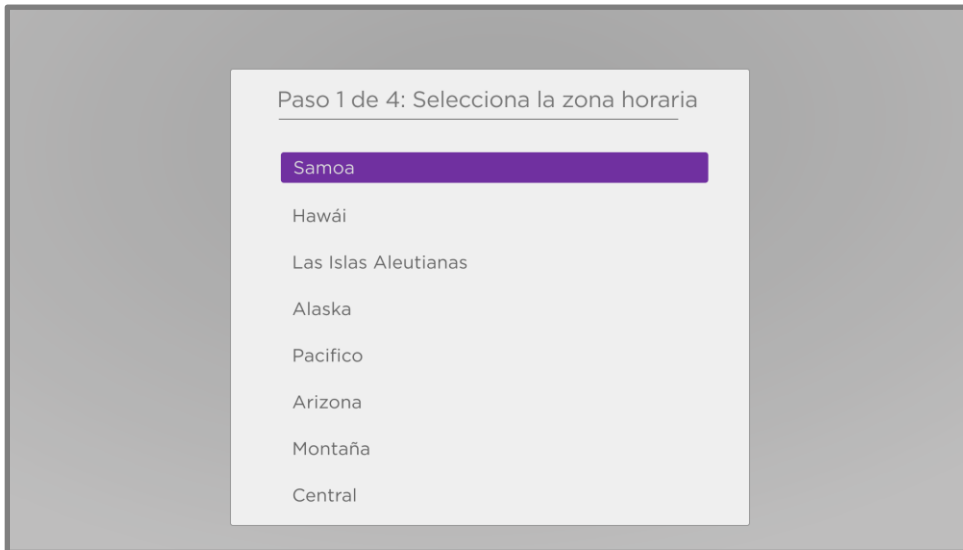 Paso 1 de 4: Selecciona la zona horaria
Samoa
Hawái
Las Islas Aleutianas
Alaska
Pacifico
Arizona
Montaña
Central